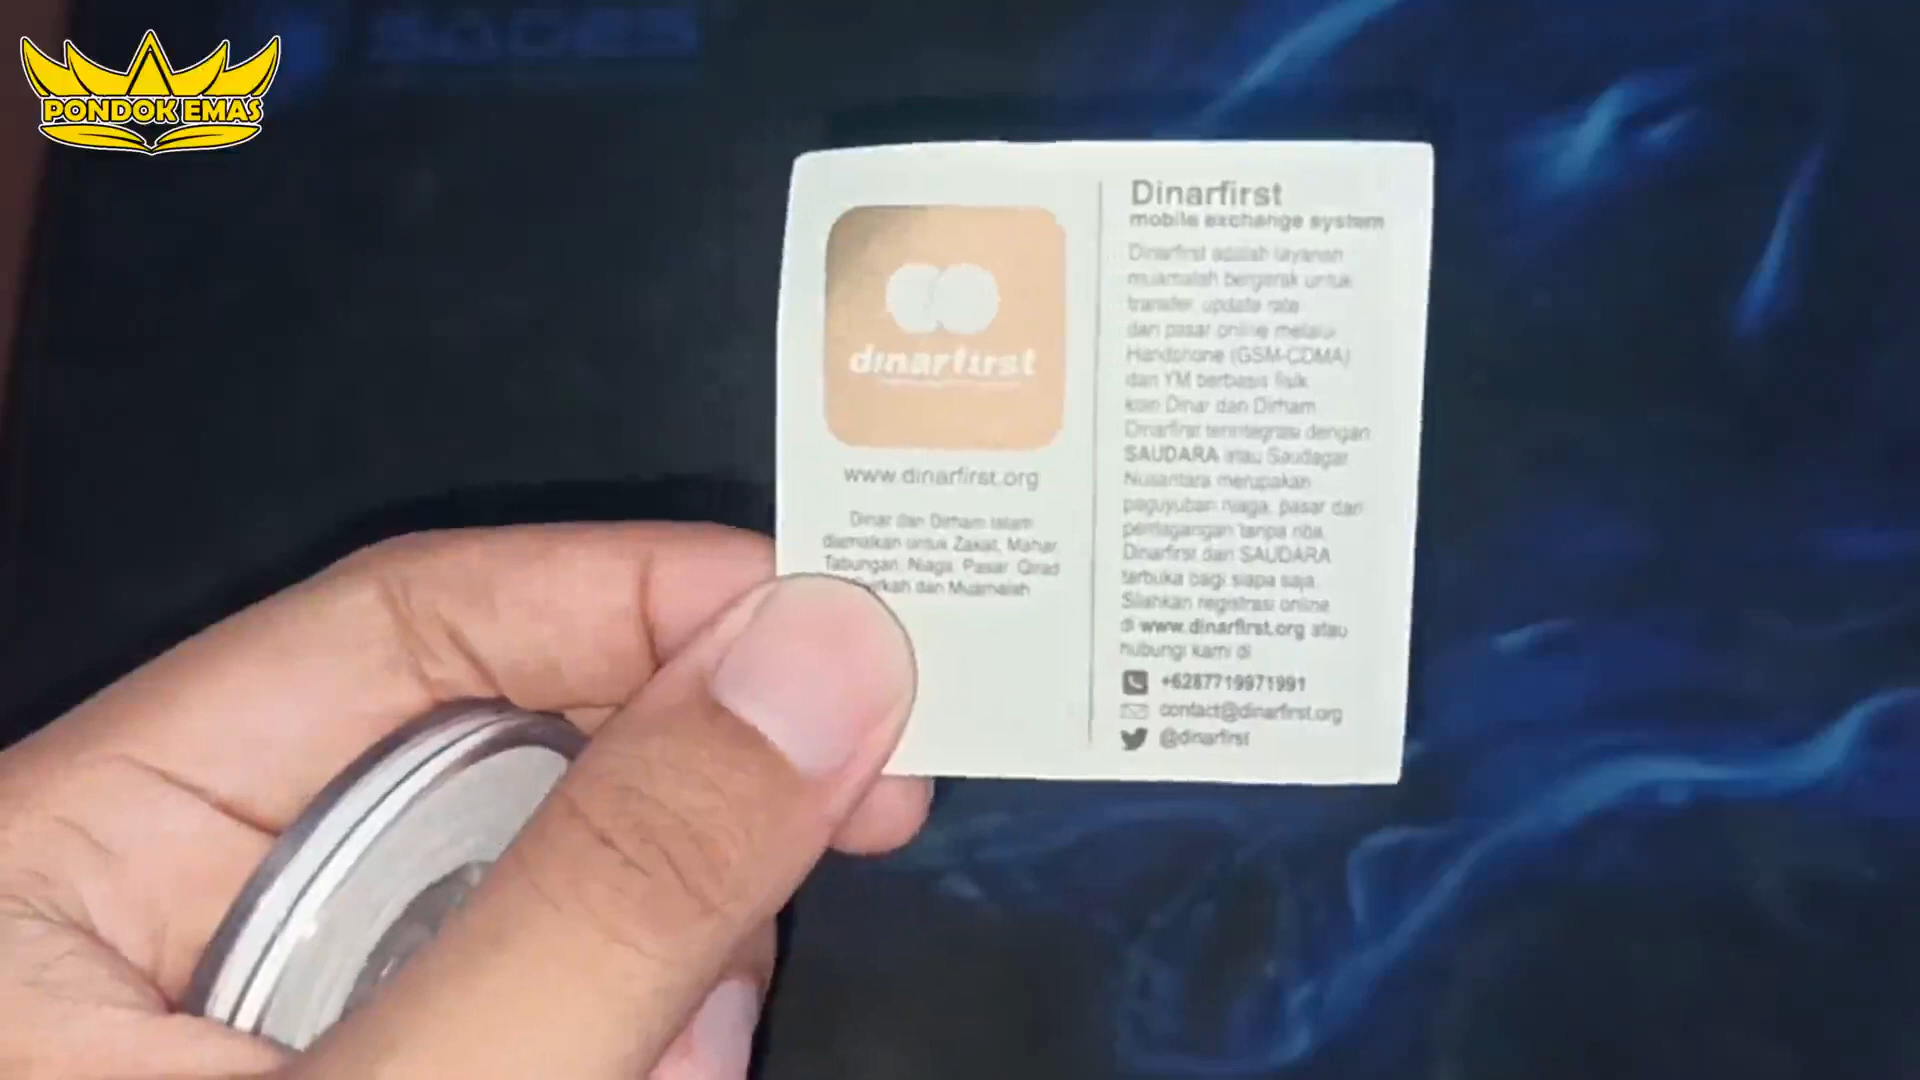 PONDOK EMAS
dinarfirst
www.dinarfirst.org
Dinar dan Dirham Islam
diamalkan untuk Zakat, Mahar,
Tabungan, Niaga, Pasar, Qirad
dan Muamalah
Dinarfirst
mobile exchange system
Dinarfirst adalah layanan
muamalah bergerak untuk
transfer, update rate
dan pasar online melalui
Handphone (GSM-CDMA)
dan YM berbasis fisik
koin Dinar dan Dirham
Dinarfirst terintegrasi dengan
SAUDARA atau Saudagar
Nusantara merupakan
paguyuban niaga, pasar dan
perdagangan tanpa riba.
Dinarfirst dan SAUDARA
terbuka bagi siapa saja.
Silahkan registrasi online
di www.dinarfirst.org atau
hubungi kami di
+6287719971991
contact@dinarfirst.org
@dinarfirst